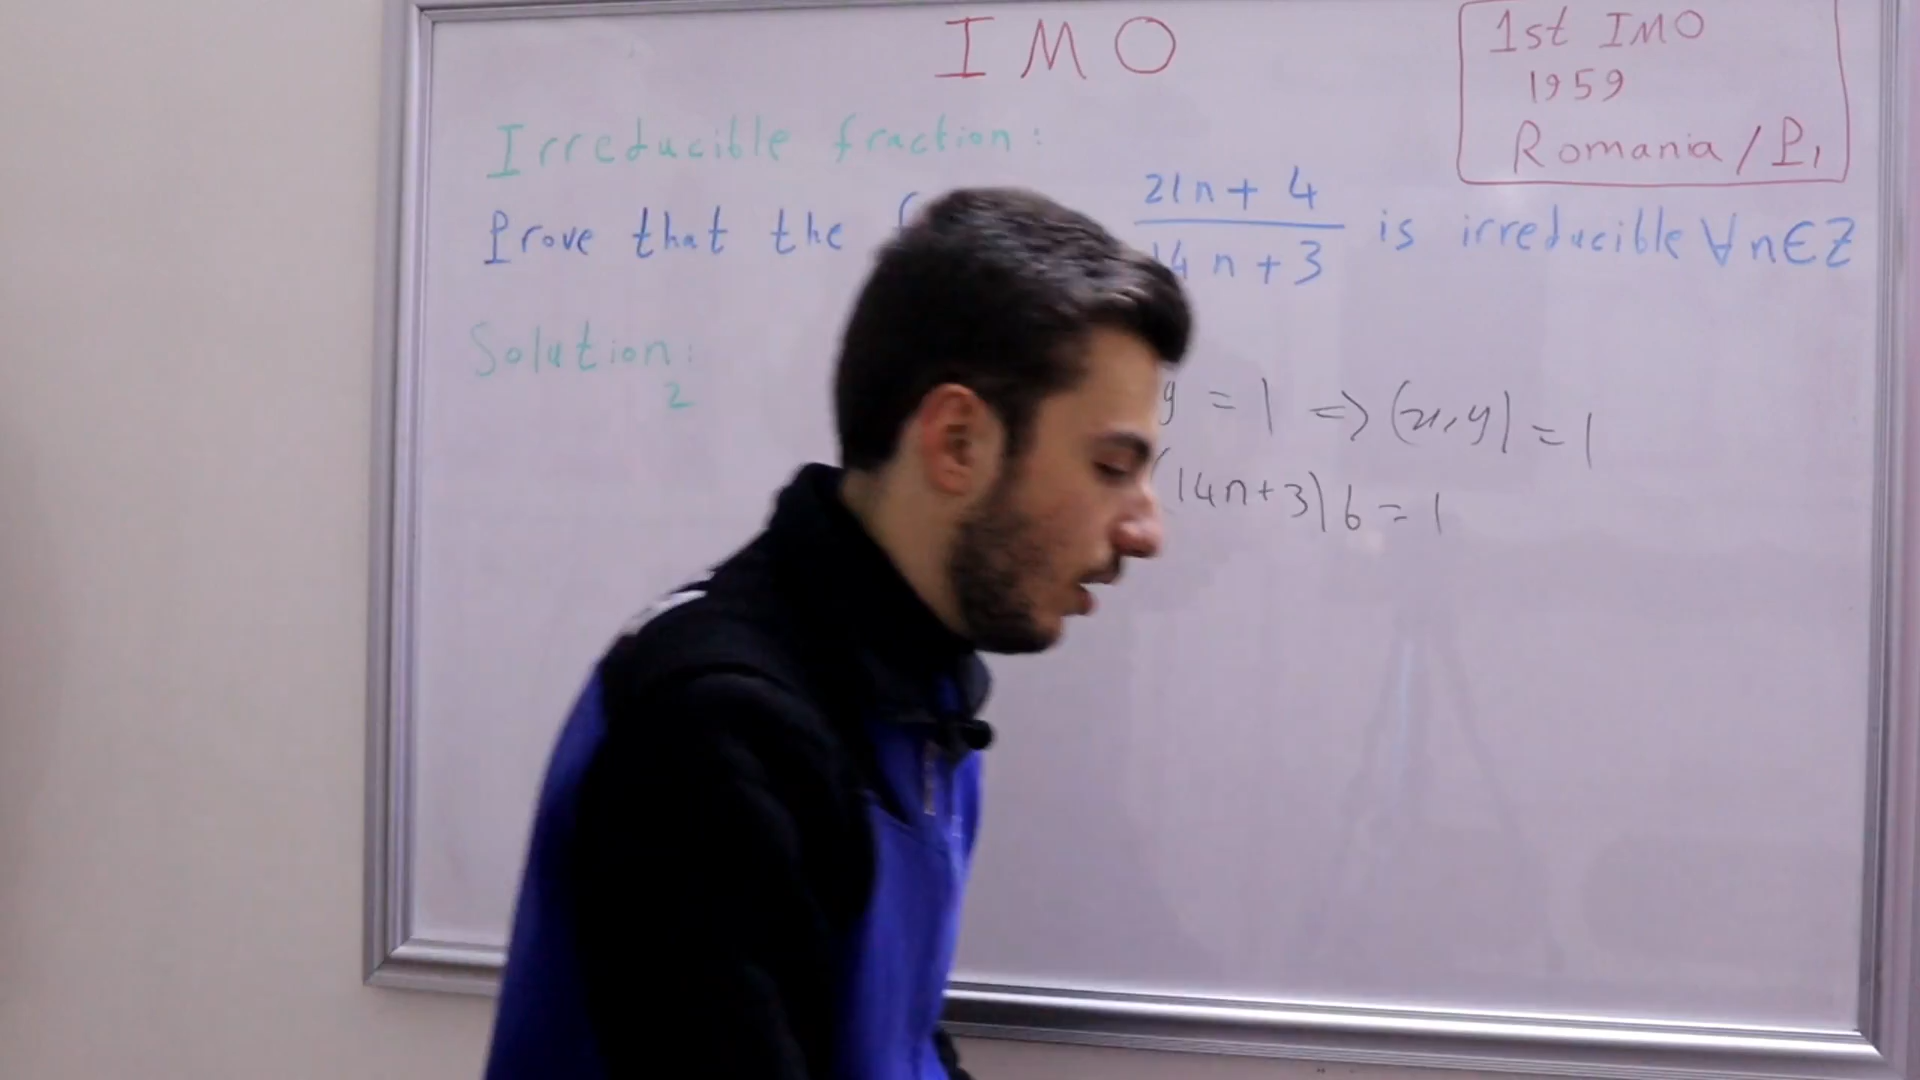 IMO
1st IMO
1959
Romania / P1
Irreducible fraction:
Prove that the
21n + 4
14 n + 3
is irreducible ∀n∈Z
Solution:
2
y = 1 => (x,y) = 1
(14n+3) b = 1